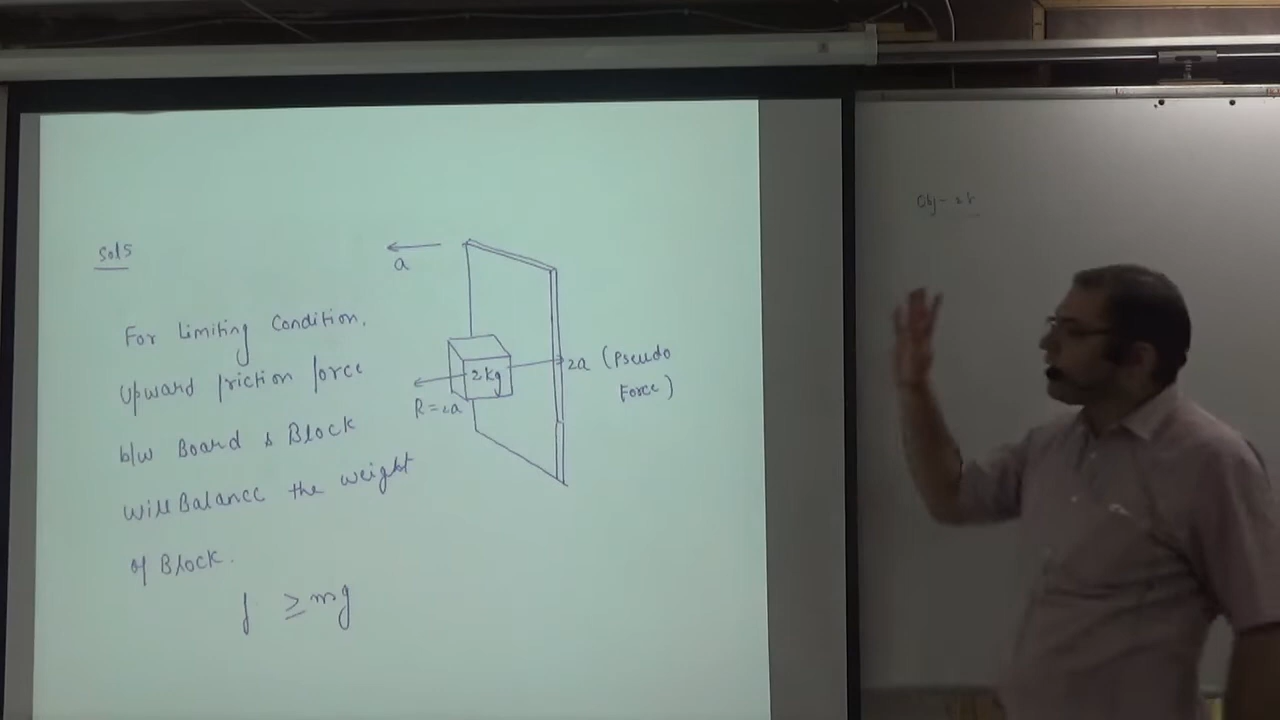 Sol5
a
For Limiting Condition,
upward friction force
b/w Board & Block
will Balance the weight
of Block.
f ≥ mg
2kg
R=2a
2a (Pseudo
Force)
Obj-